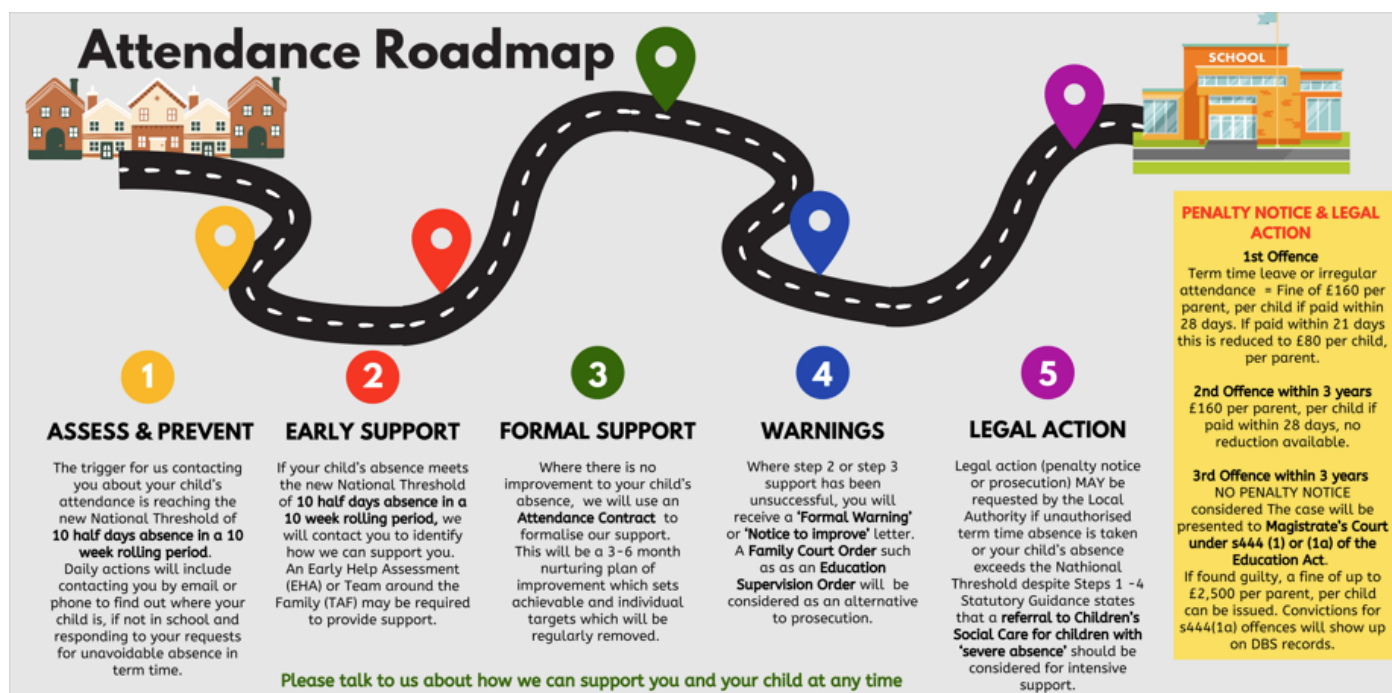 Attendance Roadmap
SCHOOL
1
ASSESS & PREVENT
The trigger for us contacting
you about your child's
attendance is reaching the
new National Threshold of
10 half days absence in a 10
week rolling period.
Daily actions will include
contacting you by email or
phone to find out where your
child is, if not in school and
responding to your requests
for unavoidable absence in
term time.
2
EARLY SUPPORT
If your child's absence meets
the new National Threshold
of 10 half days absence in a
10 week rolling period, we
will contact you to identify
how we can support you.
An Early Help Assessment
(EHA) or Team around the
Family (TAF) may be required
to provide support.
3
FORMAL SUPPORT
Where there is no
improvement to your child's
absence, we will use an
Attendance Contract to
formalise our support.
This will be a 3-6 month
nurturing plan of
improvement which sets
achievable and individual
targets which will be
regularly removed.
4
WARNINGS
Where step 2 or step 3
support has been
unsuccessful, you will
receive a 'Formal Warning'
or 'Notice to improve' letter.
A Family Court Order such
as as an Education
Supervision Order will be
considered as an alternative
to prosecution.
5
LEGAL ACTION
Legal action (penalty notice
or prosecution) MAY be
requested by the Local
Authority if unauthorised
term time absence is taken
or your child's absence
exceeds the Nathional
Threshold despite Steps 1 -4
Statutory Guidance states
that a referral to Children's
Social Care for children with
'severe absence' should be
considered for intensive
support.
PENALTY NOTICE & LEGAL
ACTION
1st Offence
Term time leave or irregular
attendance = Fine of £160 per
parent, per child if paid within
28 days. If paid within 21 days
this is reduced to £80 per child,
per parent.
2nd Offence within 3 years
£160 per parent, per child if
paid within 28 days, no
reduction available.
3rd Offence within 3 years
NO PENALTY NOTICE
considered The case will be
presented to Magistrate's Court
under s444 (1) or (1a) of the
Education Act.
If found guilty, a fine of up to
£2,500 per parent, per child
can be issued. Convictions for
s444(1a) offences will show up
on DBS records.
Please talk to us about how we can support you and your child at any time